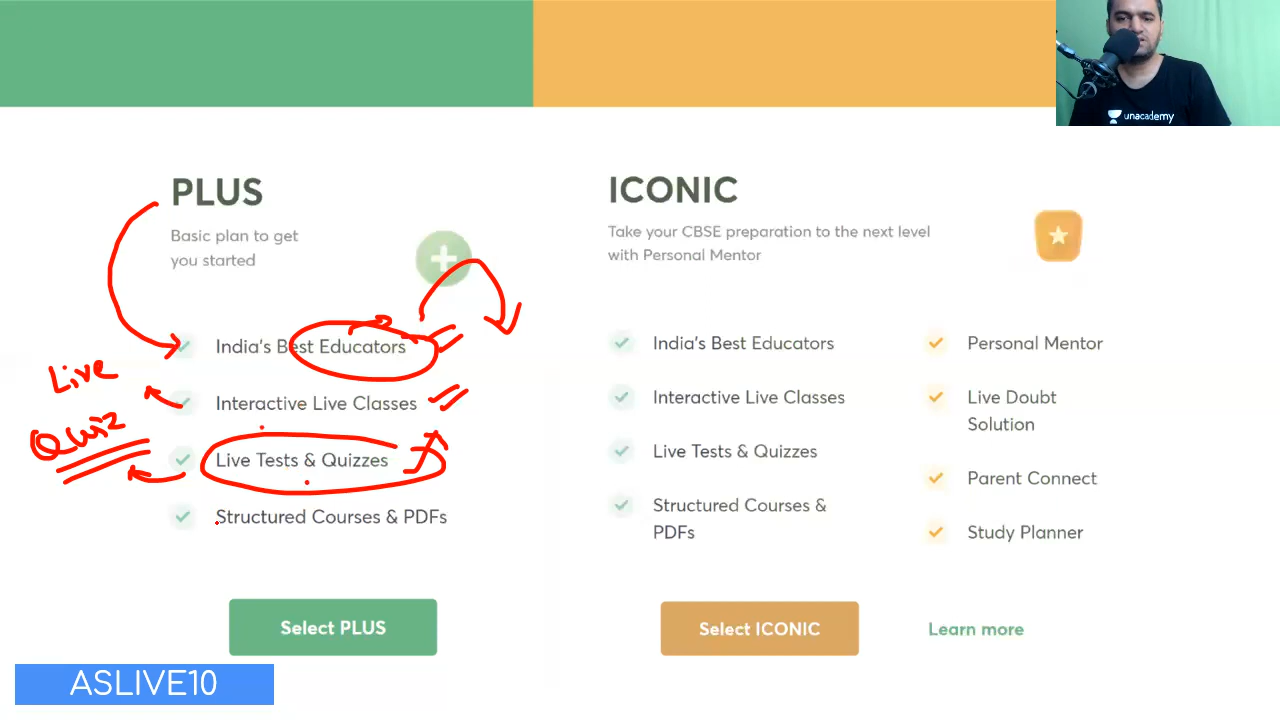 unacademy
PLUS
Basic plan to get
you started
India's Best Educators
Interactive Live Classes
Live Tests & Quizzes
Structured Courses & PDFs
Select PLUS
Live
Quiz
ICONIC
Take your CBSE preparation to the next level
with Personal Mentor
India's Best Educators
Interactive Live Classes
Live Tests & Quizzes
Structured Courses &
PDFs
Personal Mentor
Live Doubt
Solution
Parent Connect
Study Planner
Select ICONIC
Learn more
ASLIVE10